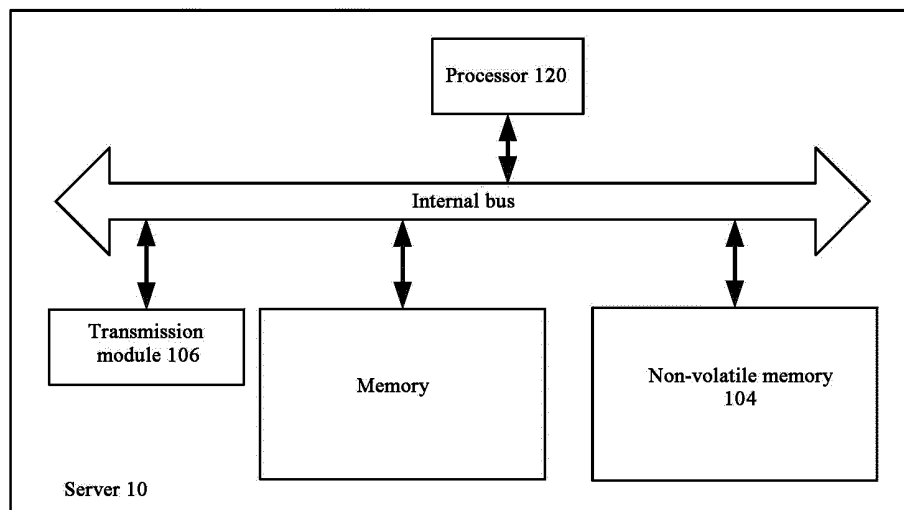 Processor 120
Internal bus
Transmission
module 106
Memory
Non-volatile memory
104
Server 10